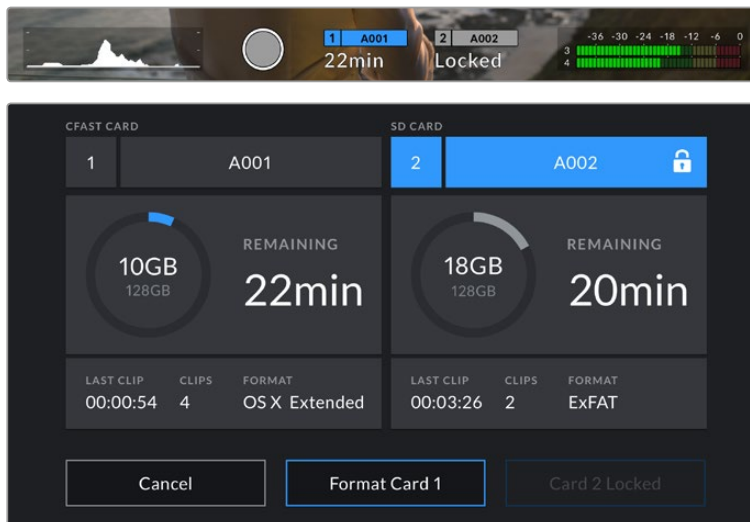 1 A001
22min
2 A002
Locked
-36 -30 -24 -18 -12 -6 0
3
4
CFAST CARD
1 A001
SD CARD
2 A002
10GB
128GB
REMAINING
22min
18GB
128GB
REMAINING
20min
LAST CLIP CLIPS FORMAT
00:00:54 4 OS X Extended
LAST CLIP CLIPS FORMAT
00:03:26 2 ExFAT
Cancel
Format Card 1
Card 2 Locked